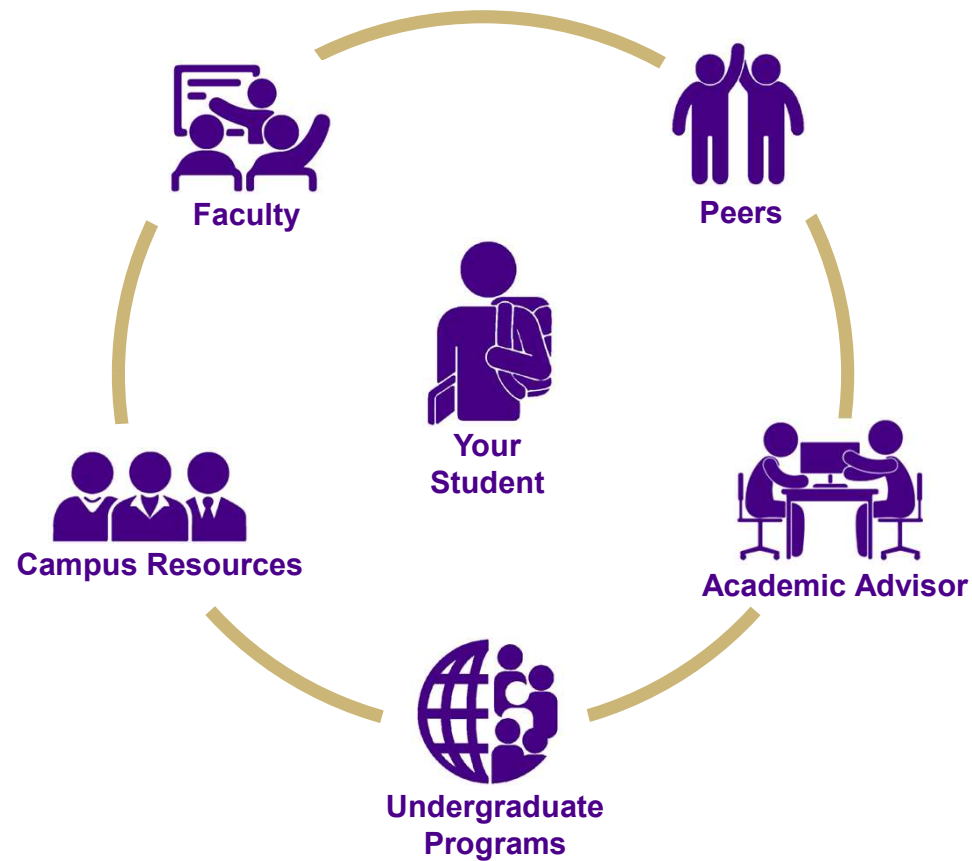 Faculty
Peers
Your
Student
Campus Resources
Academic Advisor
Undergraduate
Programs